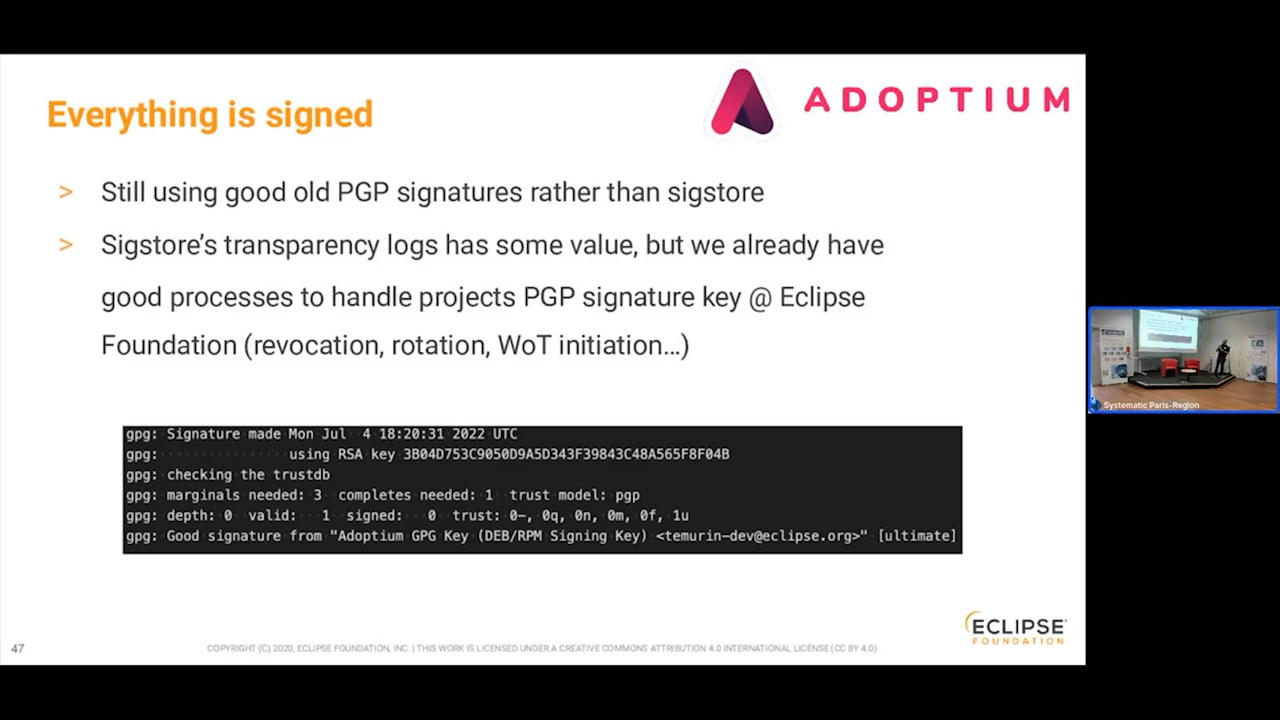 ADOPTIUM
Everything is signed
> Still using good old PGP signatures rather than sigstore
> Sigstore's transparency logs has some value, but we already have
good processes to handle projects PGP signature key @ Eclipse
Foundation (revocation, rotation, WoT initiation…)
gpg: Signature made Mon Jul  4 18:20:31 2022 UTC
gpg:                using RSA key 3B04D753C9050D9A5D343F39843C48A565F8F04B
gpg: checking the trustdb
gpg: marginals needed: 3  completes needed: 1  trust model: pgp
gpg: depth: 0  valid:   1  signed:   0  trust: 0-, 0q, 0n, 0m, 0f, 1u
gpg: Good signature from "Adoptium GPG Key (DEB/RPM Signing Key) <temurin-dev@eclipse.org>" [ultimate]
ECLIPSE
FOUNDATION
47
COPYRIGHT (C) 2020, ECLIPSE FOUNDATION, INC. | THIS WORK IS LICENSED UNDER A CREATIVE COMMONS ATTRIBUTION 4.0 INTERNATIONAL LICENSE (CC BY 4.0)
Systematic Paris-Region